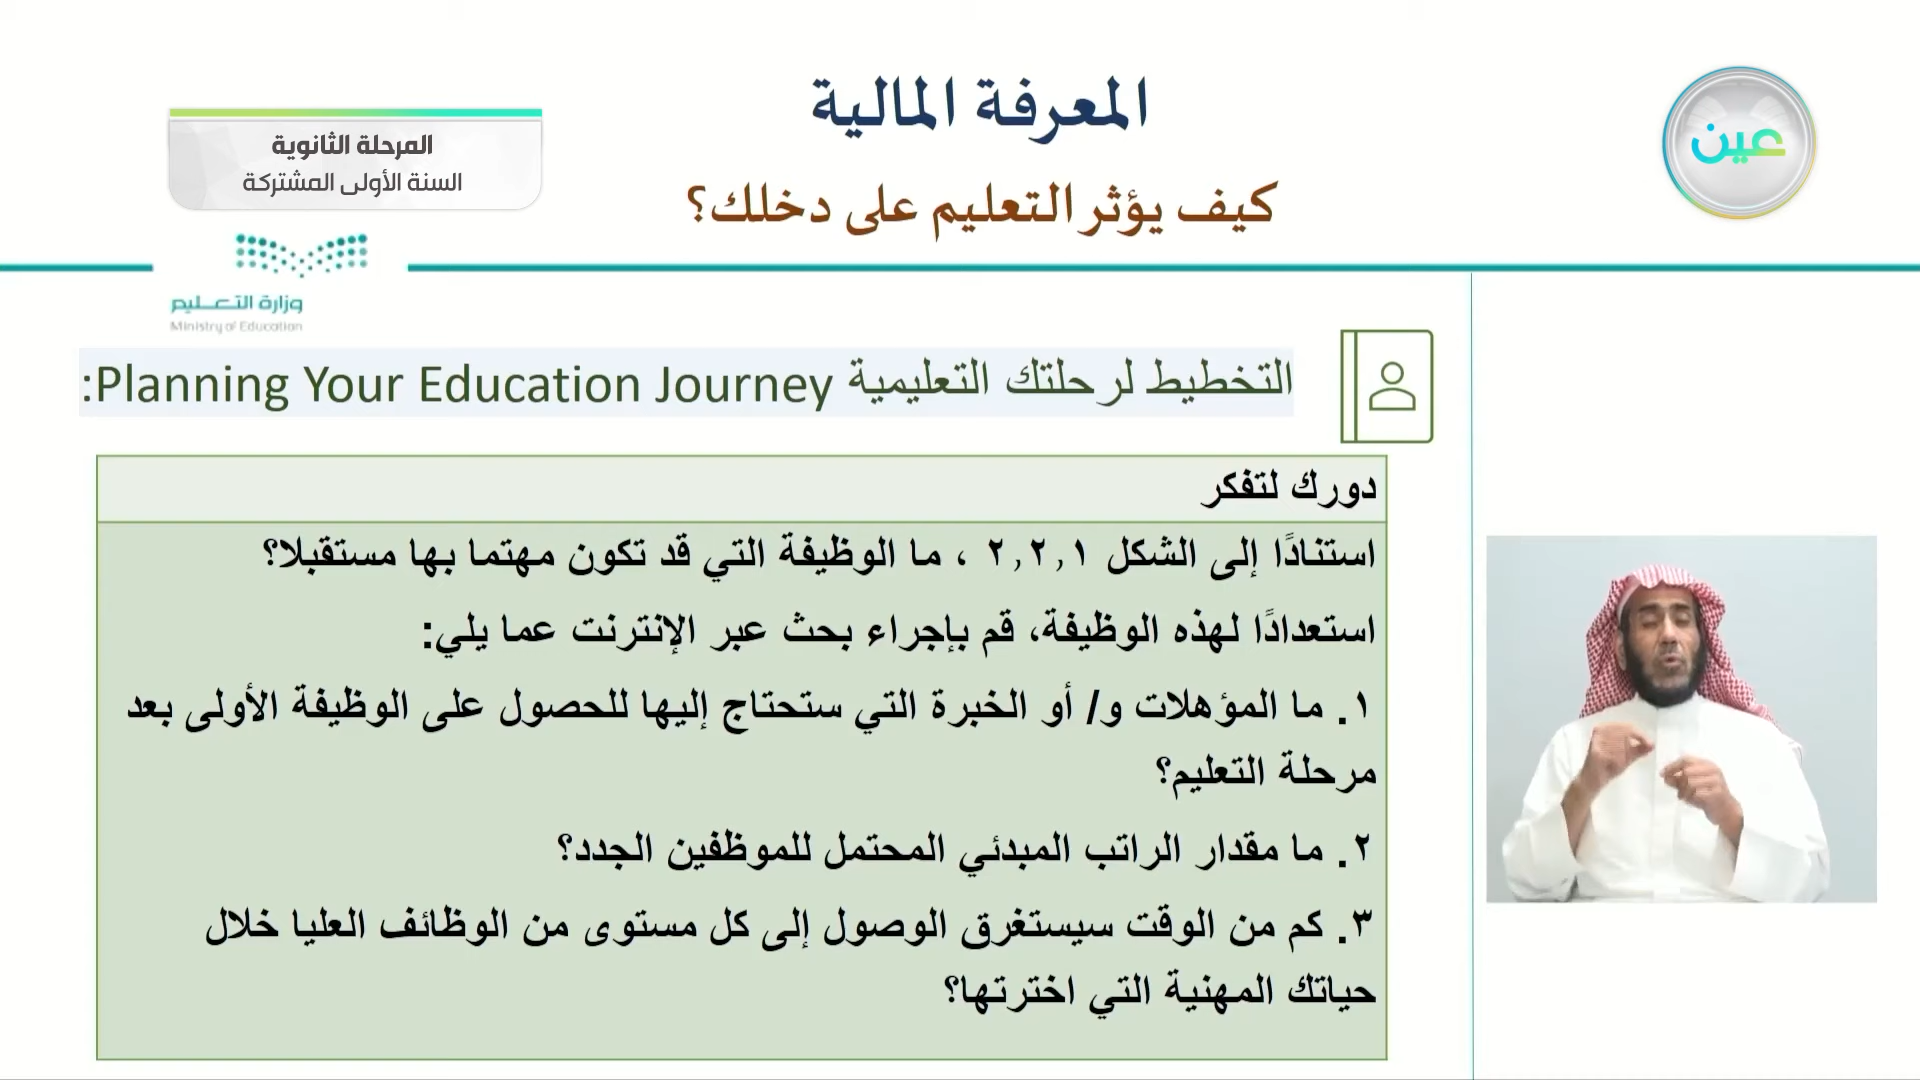 المعرفة المالية
عين
المرحلة الثانوية
السنة الأولى المشتركة
كيف يؤثر التعليم على دخلك؟
وزارة التعليم
Ministry of Education
التخطيط لرحلتك التعليمية Planning Your Education Journey:
دورك لتفكر
استنادًا إلى الشكل ٢,٢,١ ، ما الوظيفة التي قد تكون مهتما بها مستقبلا؟
استعدادًا لهذه الوظيفة، قم بإجراء بحث عبر الإنترنت عما يلي:
١. ما المؤهلات و/ أو الخبرة التي ستحتاج إليها للحصول على الوظيفة الأولى بعد
مرحلة التعليم؟
٢. ما مقدار الراتب المبدئي المحتمل للموظفين الجدد؟
٣. كم من الوقت سيستغرق الوصول إلى كل مستوى من الوظائف العليا خلال
حياتك المهنية التي اخترتها؟